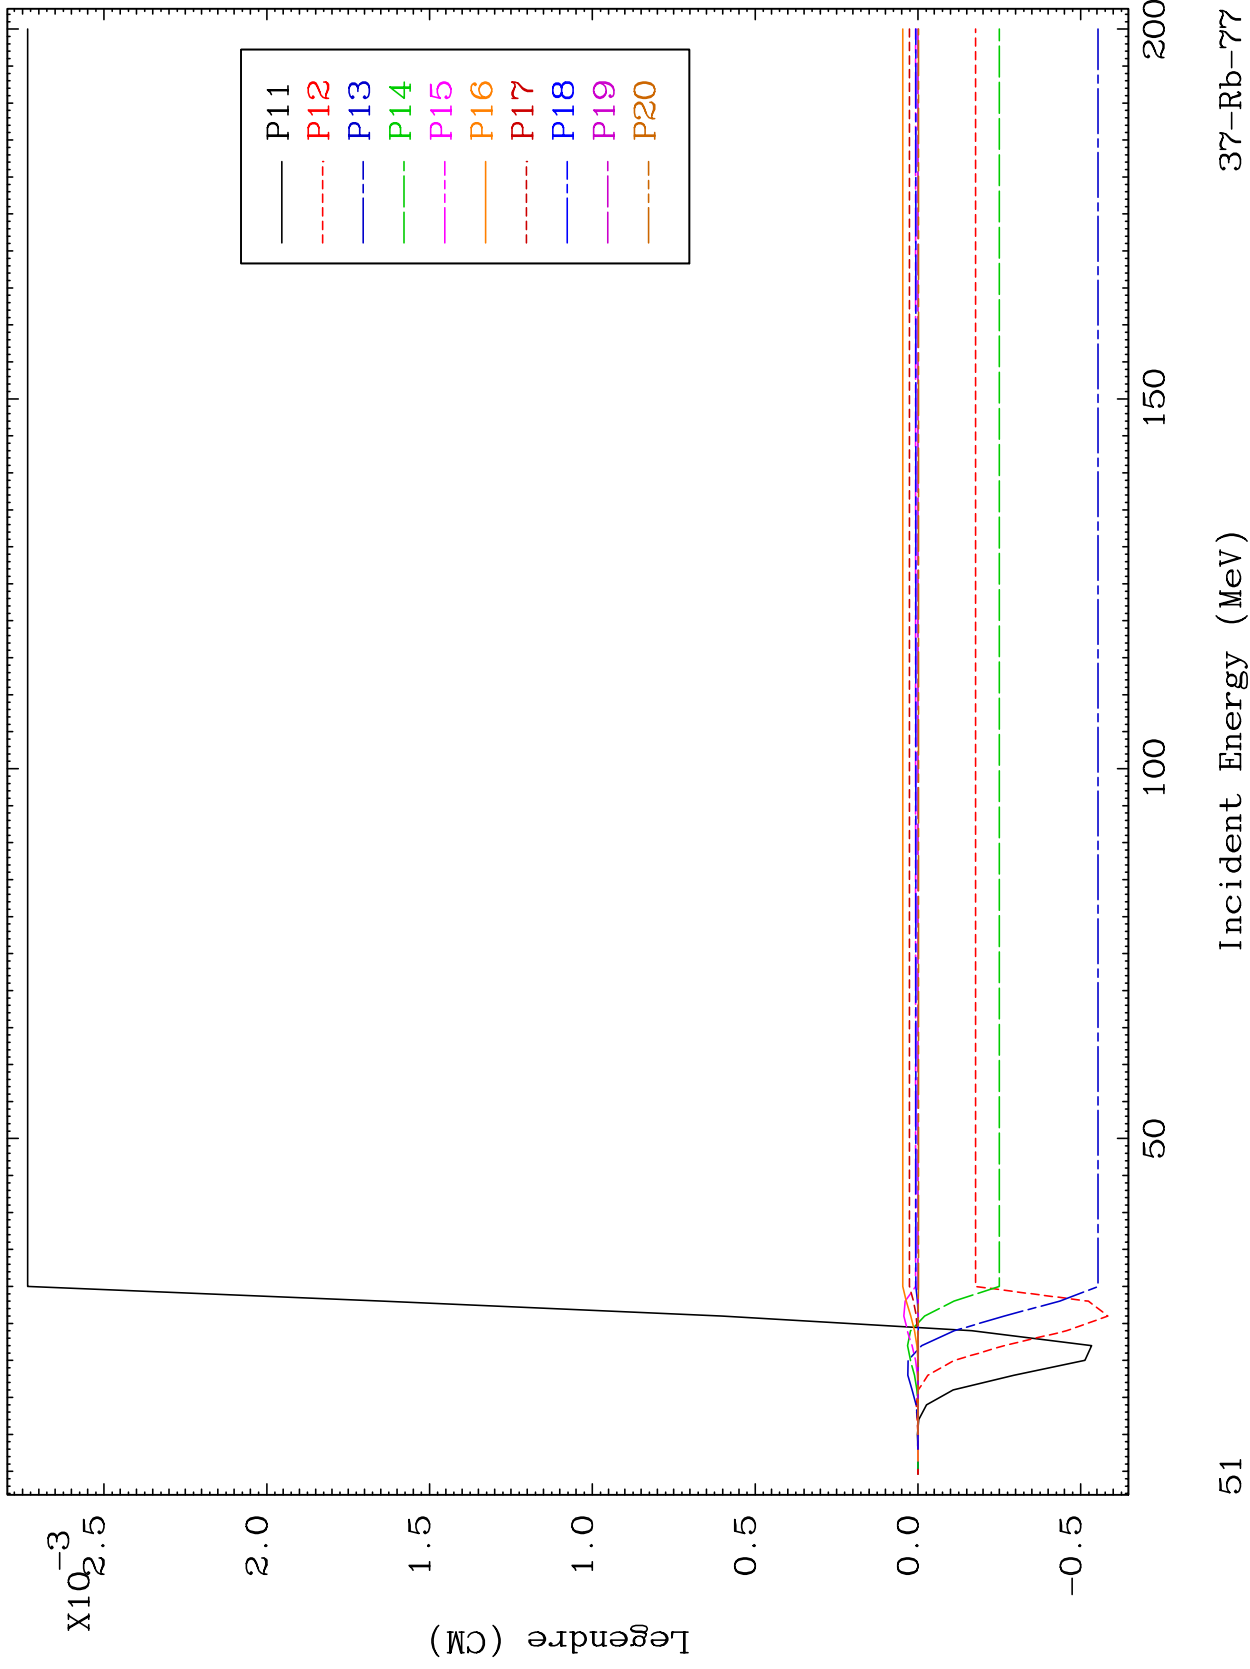 X10-3
2.5
2.0
1.5
1.0
0.5
0.0
-0.5
Legendre (CM)
P11
P12
P13
P14
P15
P16
P17
P18
P19
P20
50
100
150
200
Incident Energy (MeV)
51
37-Rb-77